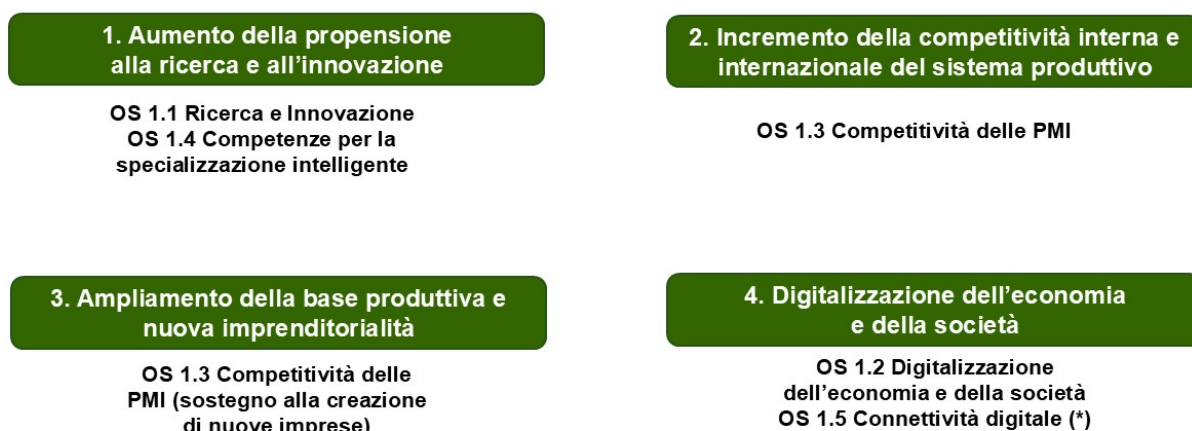 1. Aumento della propensione
alla ricerca e all'innovazione
OS 1.1 Ricerca e Innovazione
OS 1.4 Competenze per la
specializzazione intelligente
2. Incremento della competitività interna e
internazionale del sistema produttivo
OS 1.3 Competitività delle PMI
3. Ampliamento della base produttiva e
nuova imprenditorialità
OS 1.3 Competitività delle
PMI (sostegno alla creazione
di nuove imprese)
4. Digitalizzazione dell'economia
e della società
OS 1.2 Digitalizzazione
dell'economia e della società
OS 1.5 Connettività digitale (*)